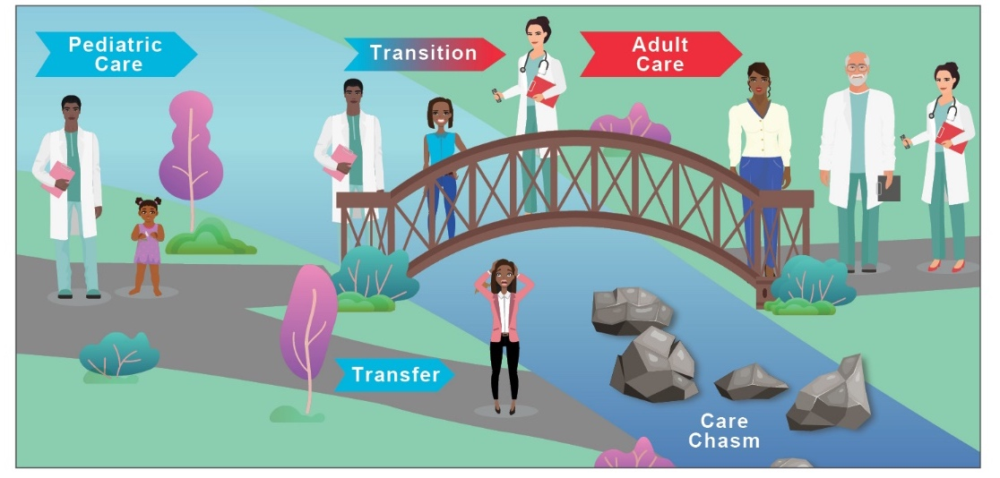 Pediatric
Care
Transition
Adult
Care
Transfer
Care
Chasm